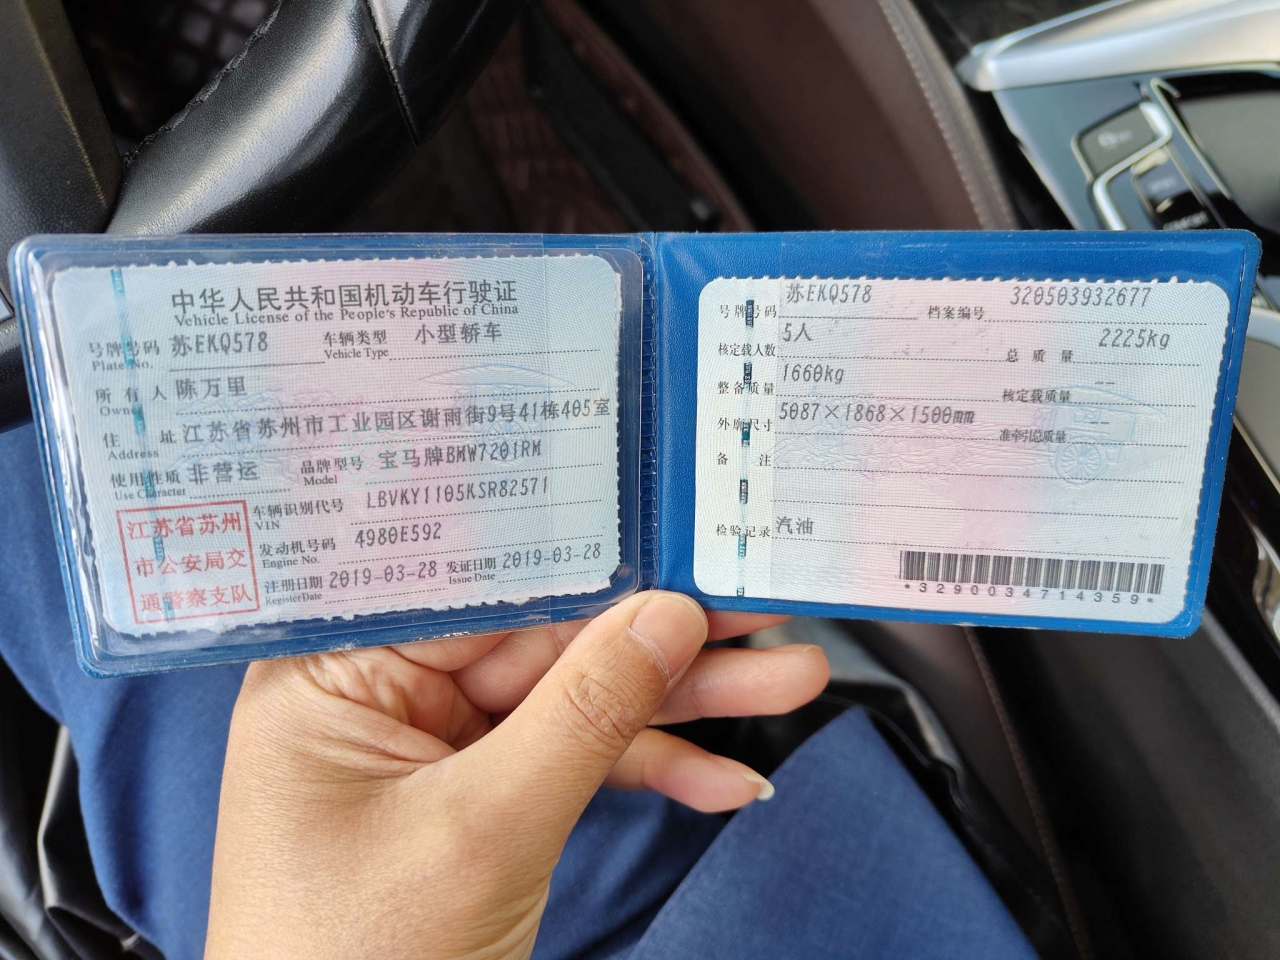 中华人民共和国机动车行驶证
Vehicle License of the People's Republic of China
号牌号码 苏EKQ578 车辆类型 小型轿车
Plate No. Vehicle Type
所有人 陈万里
Owner
住址 江苏省苏州市工业园区谢雨街9号41栋405室
Address
使用性质 非营运 品牌型号 宝马牌BMW7201RM
Use Character Model
江苏省苏州
市公安局交
通警察支队
车辆识别代号 LBVKY1105KSR82571
VIN
发动机号码 4980E592
Engine No.
注册日期 2019-03-28 发证日期 2019-03-28
Register Date Issue Date
号牌号码 苏EKQ578 档案编号 320503932677
核定载人数 5人 总质量 2225kg
整备质量 1660kg 核定载质量 --
外廓尺寸 5087×1868×1500mm 准牵引总质量 --
备注
检验记录 汽油
*3290034714359*